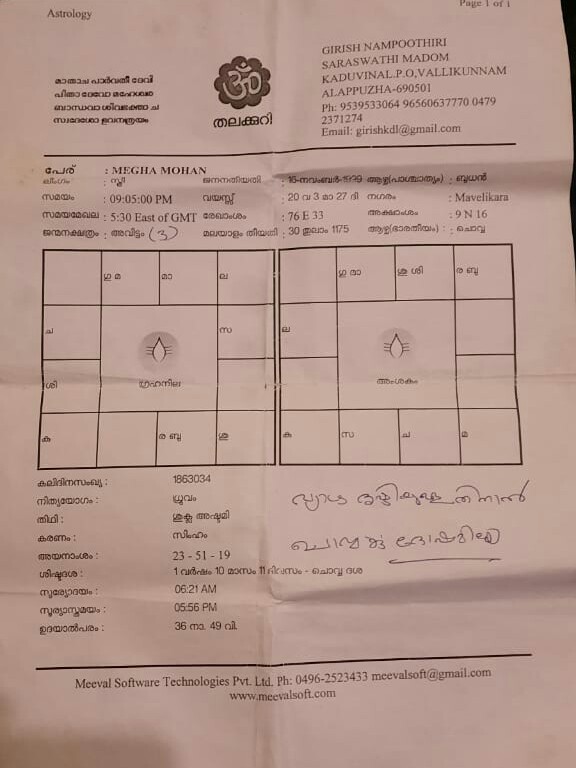 Astrology
Page 1 of 1
മാതാച പാർവതീ ദേവീ
പിതാ ദേവോ മഹേശ്വര
ബാന്ധവാ ശിവഭക്താ ച
സ്വദേശോ ഭുവനത്രയം
ഓം
തലക്കുറി
GIRISH NAMPOOTHIRI
SARASWATHI MADOM
KADUVINAL.P.O,VALLIKUNNAM
ALAPPUZHA-690501
Ph: 9539533064 96560637770 0479
2371274
Email: girishkdl@gmail.com
പേര് : MEGHA MOHAN
ലിംഗം : സ്ത്രീ ജനനതീയതി : 16-നവംബർ-1999 ആഴ്ച(പാശ്ചാത്യം) : ബുധൻ
സമയം : 09:05:00 PM വയസ്സ് : 20 വ 3 മാ 27 ദി നഗരം : Mavelikara
സമയമേഖല : 5:30 East of GMT രേഖാംശം : 76 E 33 അക്ഷാംശം : 9 N 16
ജന്മനക്ഷത്രം : അവിട്ടം (3) മലയാളം തീയതി : 30 തുലാം 1175 ആഴ്ച(ഭാരതീയം) : ചൊവ്വ
ഗു മ മാ ല
ച സ
ശി ഗ്രഹനില
കു ര ബു ശു
ഗു മാ ശു ശി ര ബു
ല
അംശകം
കു സ ച മ
കലിദിനസംഖ്യ : 1863034
നിത്യയോഗം : ധ്രുവം
തിഥി : ശുക്ല അഷ്ടമി
കരണം : സിംഹം
അയനാംശം : 23 - 51 - 19
ശിഷ്ടദശ : 1 വർഷം 10 മാസം 11 ദിവസം - ചൊവ്വ ദശ
സൂര്യോദയം : 06:21 AM
സൂര്യാസ്തമയം : 05:56 PM
ഉദയാൽപരം : 36 നാ. 49 വി.
വ്യാഴ ദൃഷ്ടിയുള്ളതിനാൽ
ചൊവ്വക്ക് ദോഷമില്ല
Meeval Software Technologies Pvt. Ltd. Ph: 0496-2523433 meevalsoft@gmail.com
www.meevalsoft.com